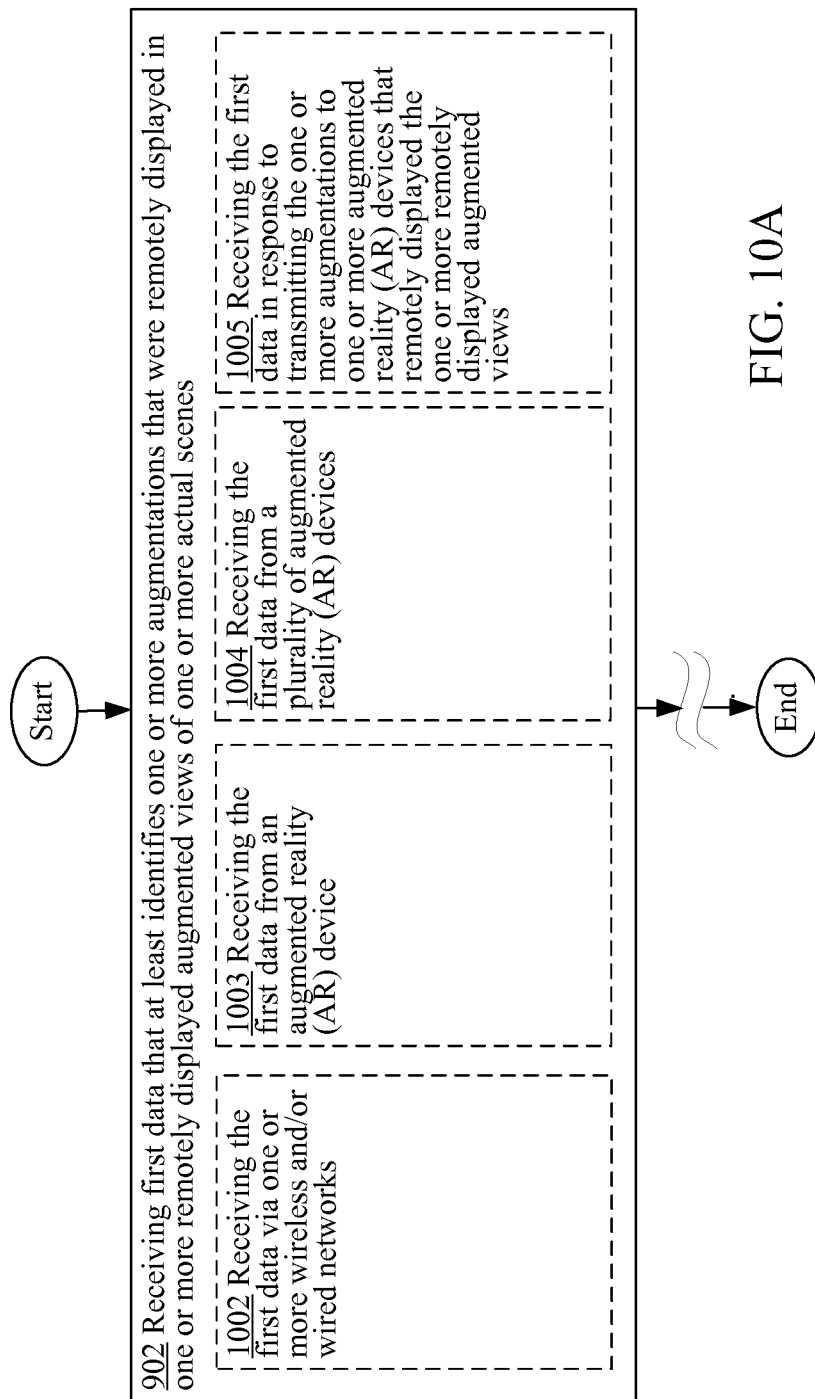 Start
902 Receiving first data that at least identifies one or more augmentations that were remotely displayed in
one or more remotely displayed augmented views of one or more actual scenes
1002 Receiving the
first data via one or
more wireless and/or
wired networks
1003 Receiving the
first data from an
augmented reality
(AR) device
1004 Receiving the
first data from a
plurality of augmented
reality (AR) devices
1005 Receiving the first
data in response to
transmitting the one or
more augmentations to
one or more augmented
reality (AR) devices that
remotely displayed the
one or more remotely
displayed augmented
views
End
FIG. 10A